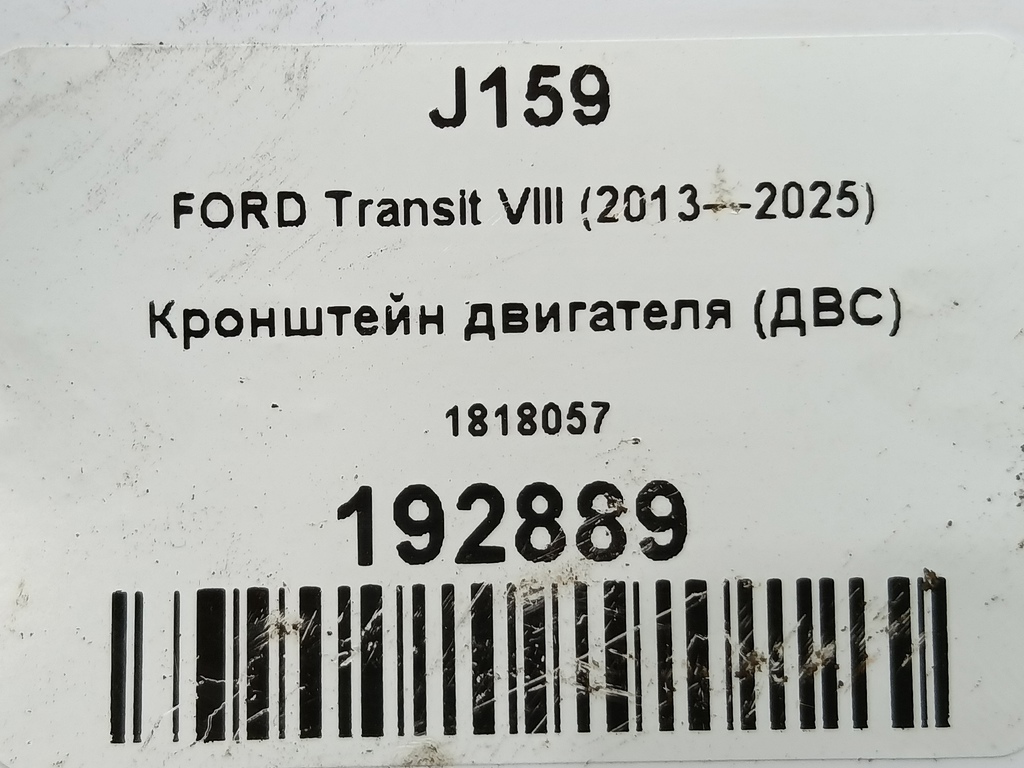 J159
FORD Transit VIII (2013—2025)
Кронштейн двигателя (ДВС)
1818057
192889